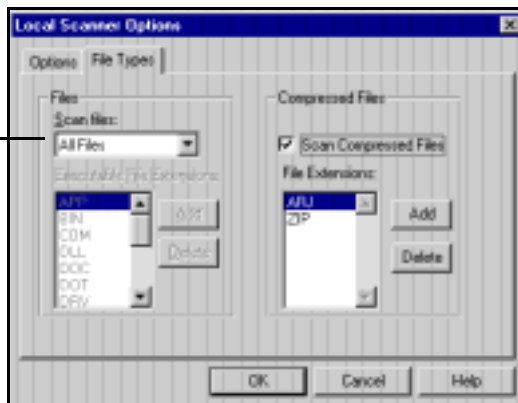 Local Scanner Options
Options File Types
Files
Scan files:
All Files
Executable File Extensions:
APP
BIN
COM
DLL
DOC
DOT
DRV
Add
Delete
Compressed Files
Scan Compressed Files
File Extensions:
ARJ
ZIP
Add
Delete
OK Cancel Help